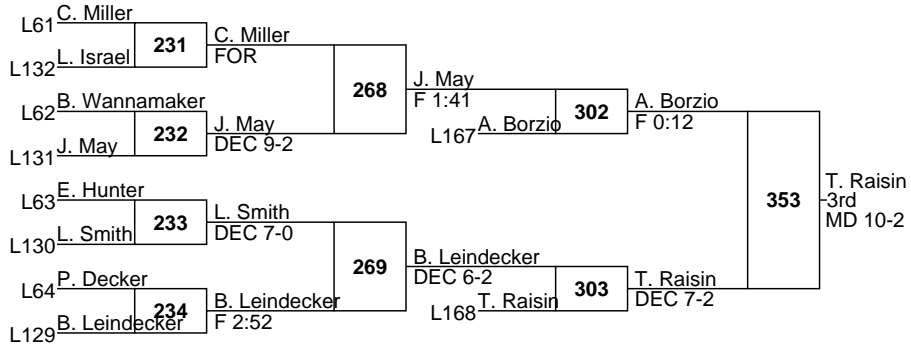 C. Miller
L61
231
C. Miller
FOR
L. Israel
L132
268
J. May
F 1:41
B. Wannamaker
L62
232
J. May
DEC 9-2
J. May
L131
302
A. Borzio
F 0:12
A. Borzio
L167
E. Hunter
L63
233
L. Smith
DEC 7-0
L. Smith
L130
269
B. Leindecker
DEC 6-2
P. Decker
L64
234
B. Leindecker
F 2:52
B. Leindecker
L129
303
T. Raisin
DEC 7-2
T. Raisin
L168
353
T. Raisin
3rd
MD 10-2